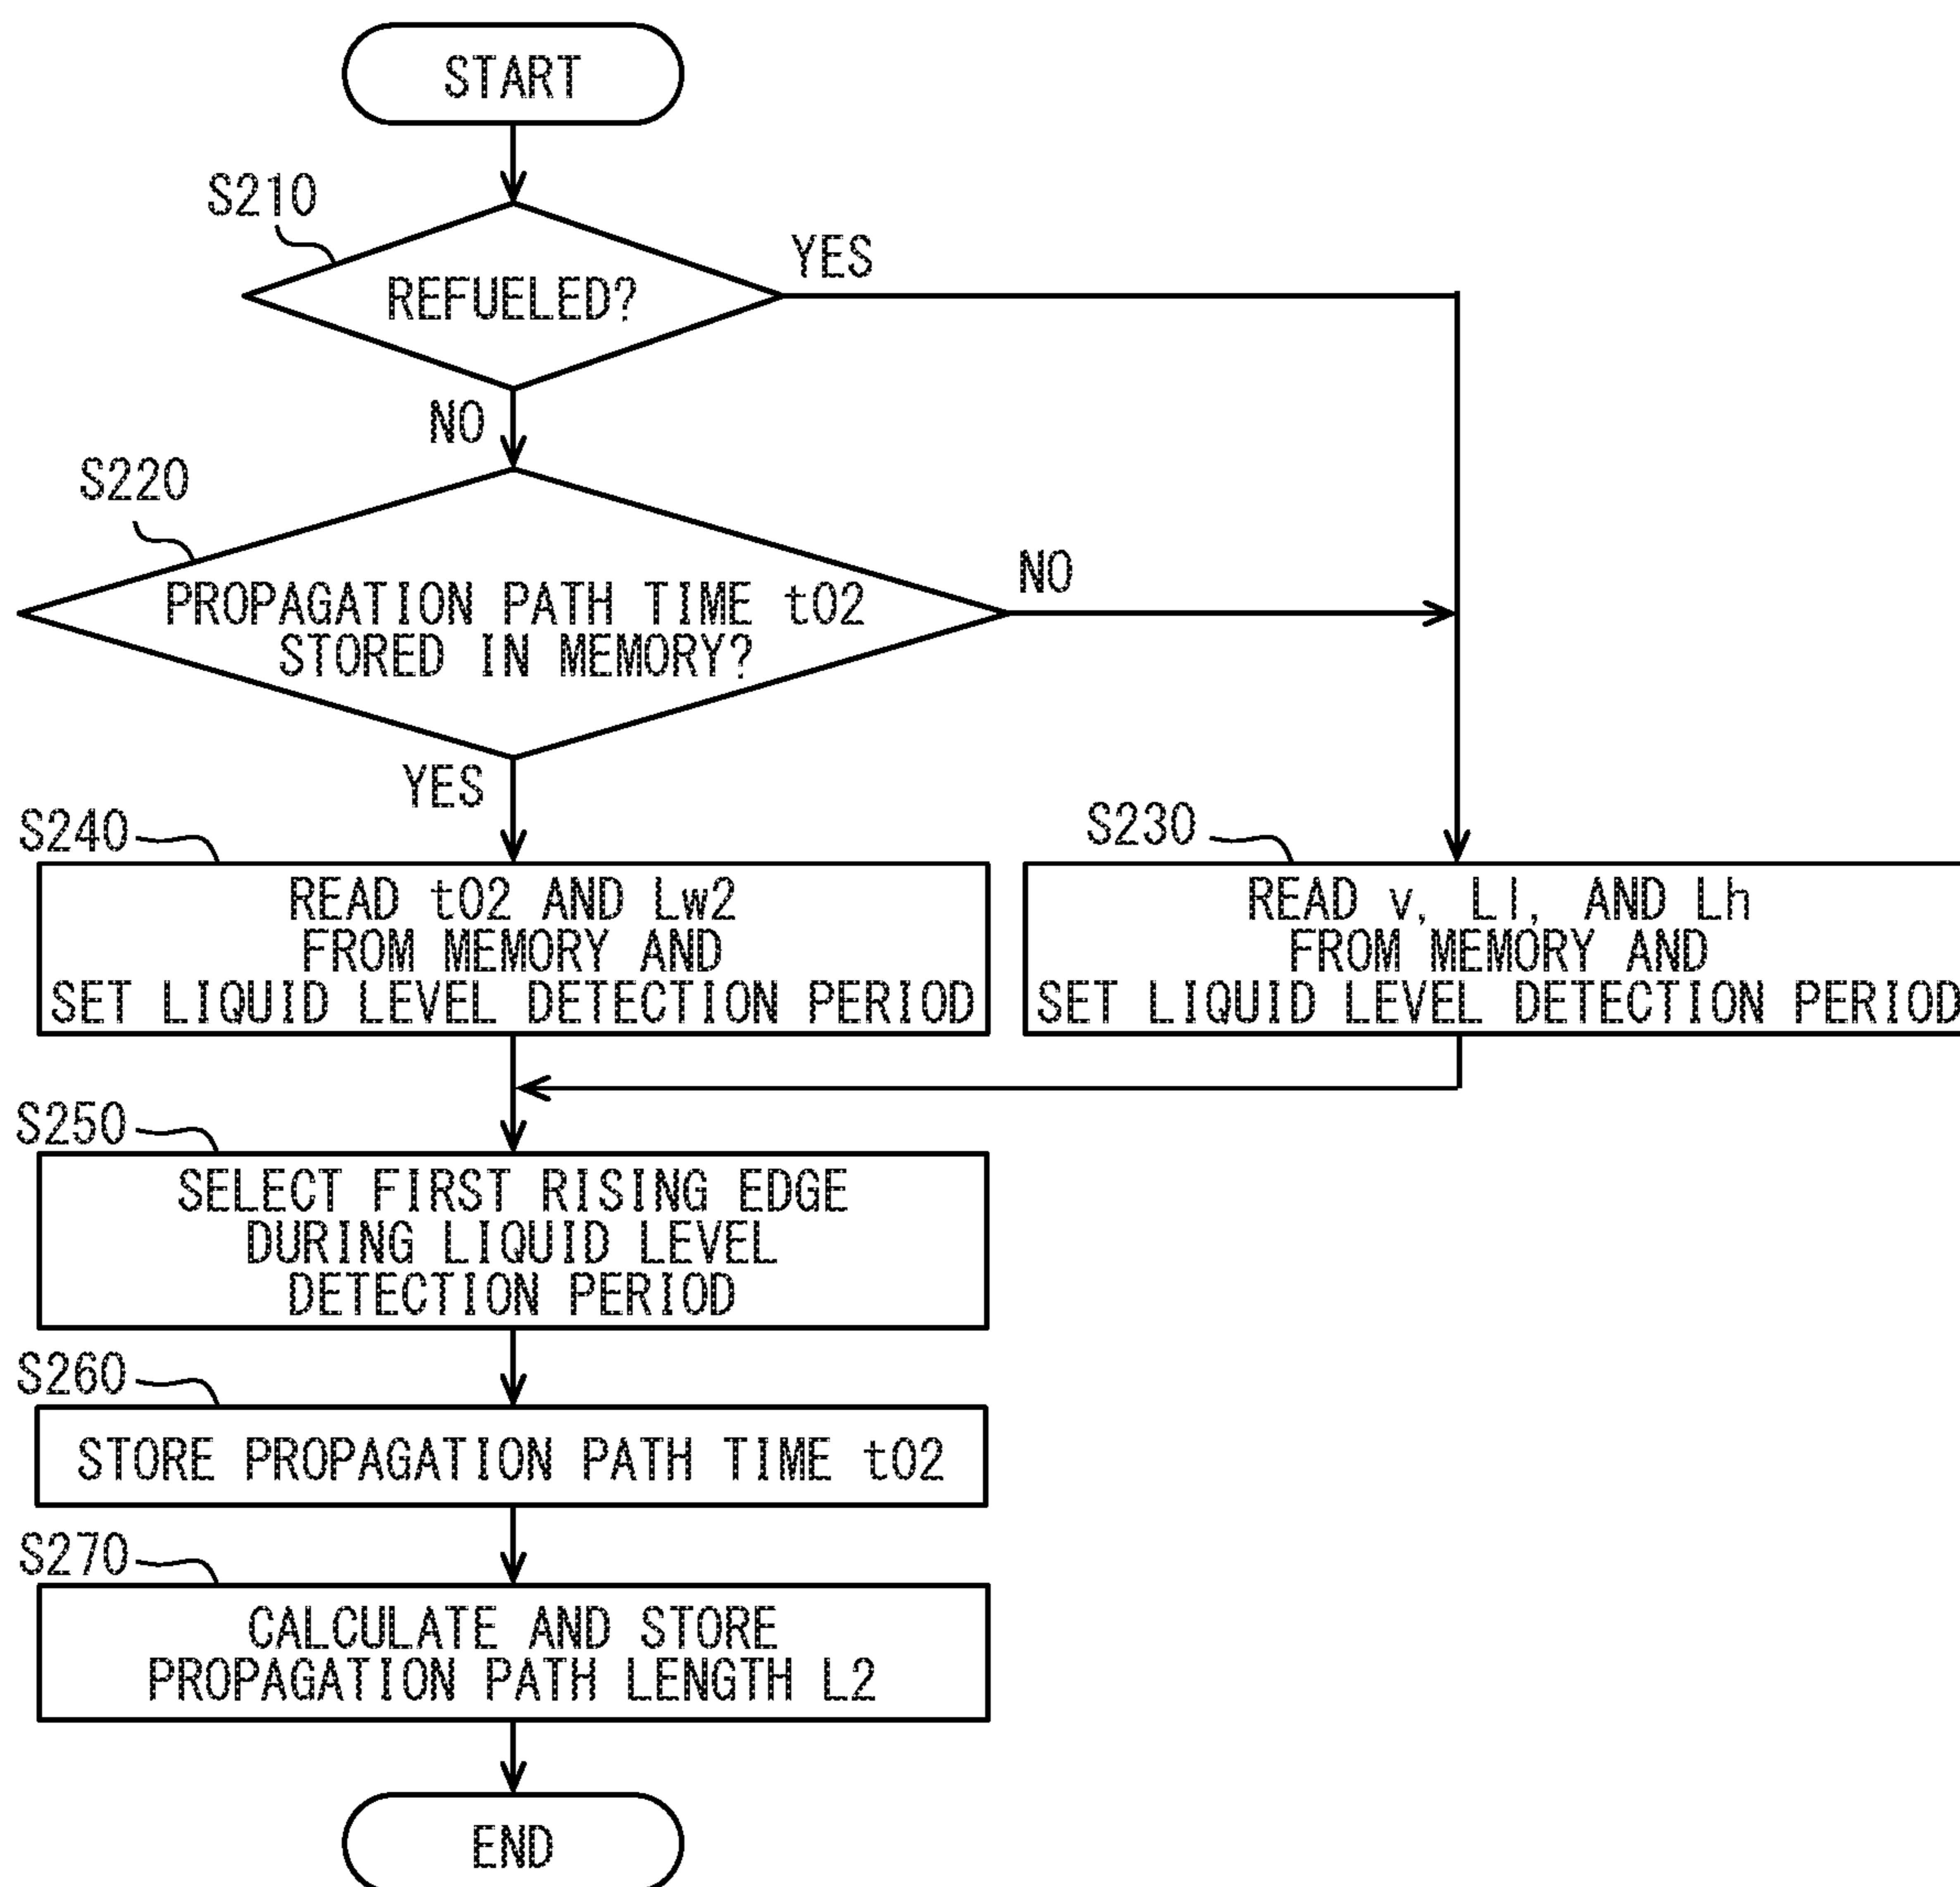 START
S210
REFUELED?
YES
NO
S220
PROPAGATION PATH TIME t02
STORED IN MEMORY?
NO
YES
S240
READ t02 AND Lw2
FROM MEMORY AND
SET LIQUID LEVEL DETECTION PERIOD
S230
READ v, Ll, AND Lh
FROM MEMORY AND
SET LIQUID LEVEL DETECTION PERIOD
S250
SELECT FIRST RISING EDGE
DURING LIQUID LEVEL
DETECTION PERIOD
S260
STORE PROPAGATION PATH TIME t02
S270
CALCULATE AND STORE
PROPAGATION PATH LENGTH L2
END